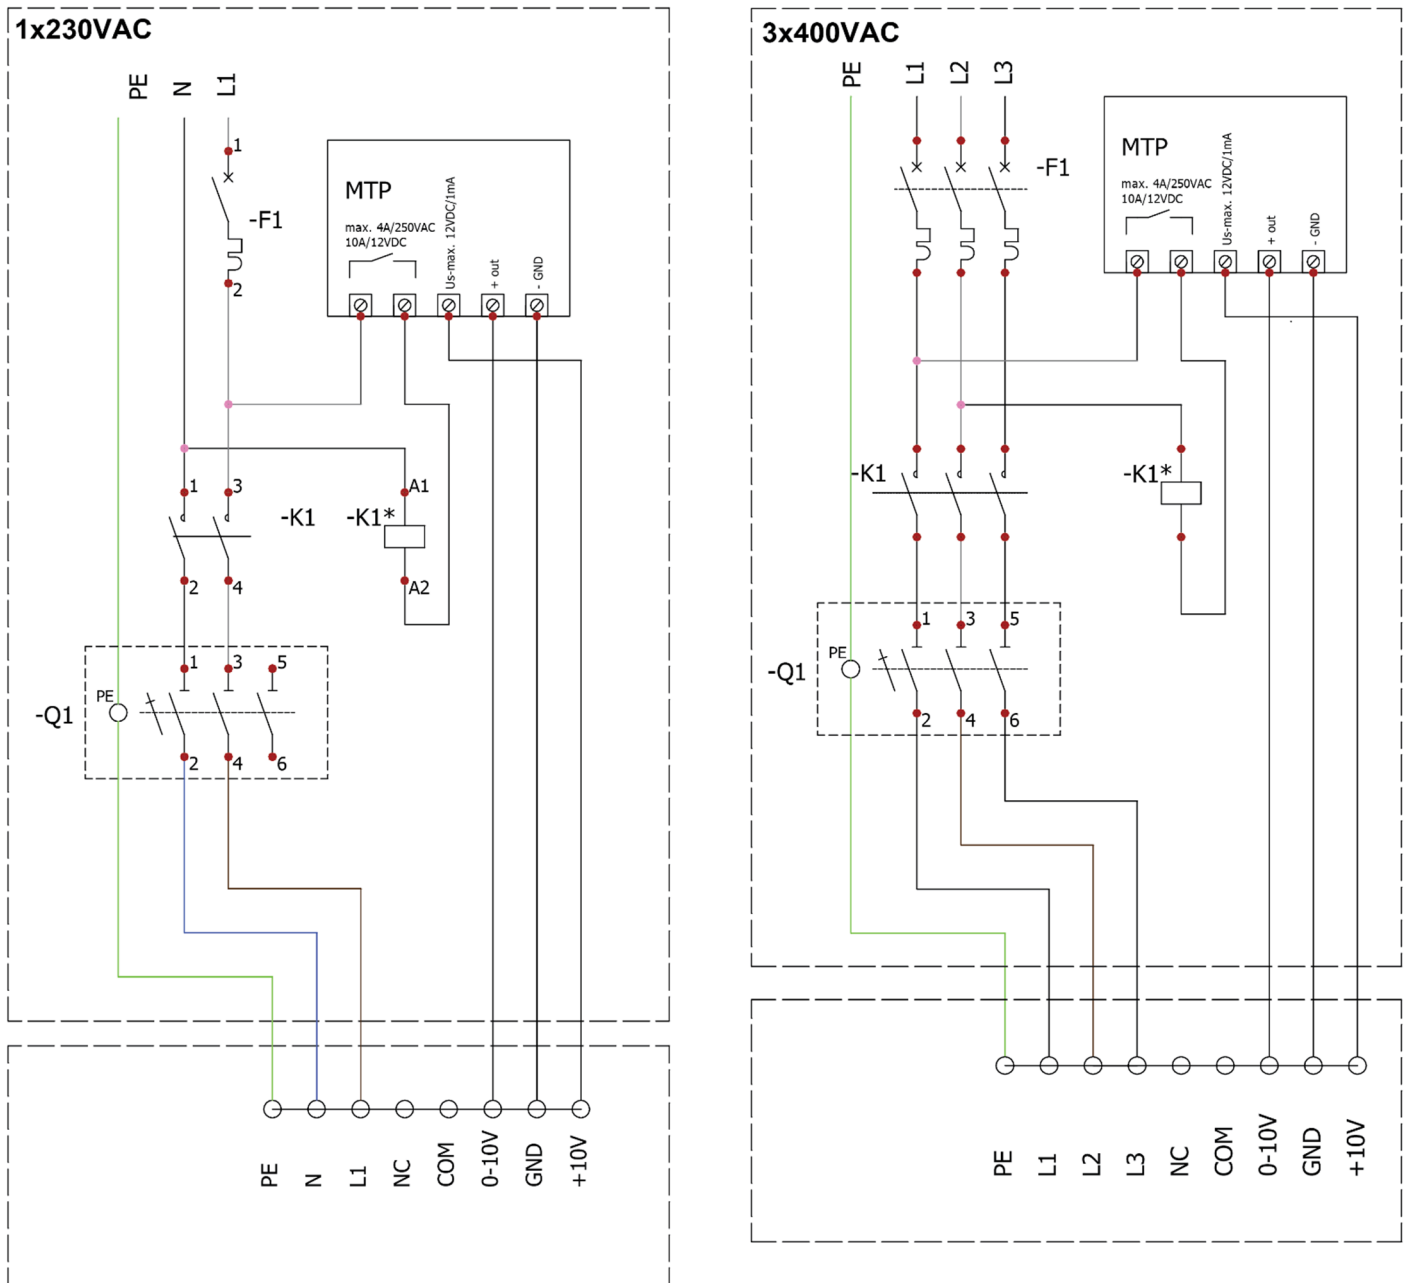 1x230VAC
PE
N
L1
1
-F1
2
MTP
max. 4A/250VAC
10A/12VDC
Us-max. 12VDC/1mA
+ out
- GND
1
3
-K1
2
4
-K1*
A1
A2
-Q1
PE
1
3
5
2
4
6
PE
N
L1
NC
COM
0-10V
GND
+10V
3x400VAC
PE
L1
L2
L3
-F1
MTP
max. 4A/250VAC
10A/12VDC
Us-max. 12VDC/1mA
+ out
- GND
-K1
-K1*
-Q1
PE
1
3
5
2
4
6
PE
L1
L2
L3
NC
COM
0-10V
GND
+10V